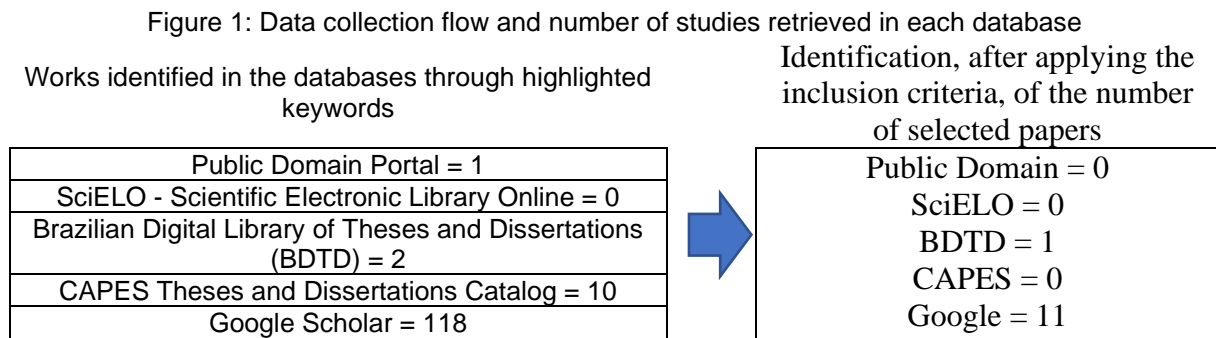 Figure 1: Data collection flow and number of studies retrieved in each database
Works identified in the databases through highlighted
keywords
Public Domain Portal = 1
SciELO - Scientific Electronic Library Online = 0
Brazilian Digital Library of Theses and Dissertations
(BDTD) = 2
CAPES Theses and Dissertations Catalog = 10
Google Scholar = 118
Identification, after applying the
inclusion criteria, of the number
of selected papers
Public Domain = 0
SciELO = 0
BDTD = 1
CAPES = 0
Google = 11